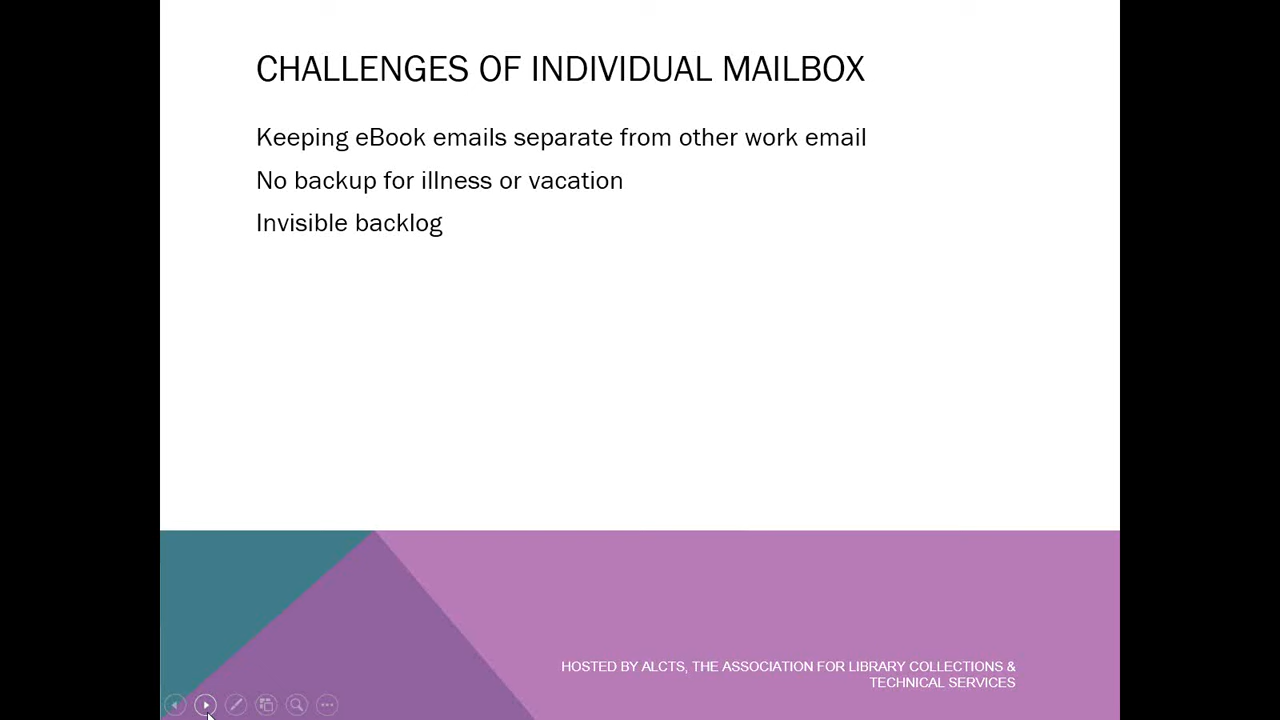 CHALLENGES OF INDIVIDUAL MAILBOX
Keeping eBook emails separate from other work email
No backup for illness or vacation
Invisible backlog
HOSTED BY ALCTS, THE ASSOCIATION FOR LIBRARY COLLECTIONS &
TECHNICAL SERVICES